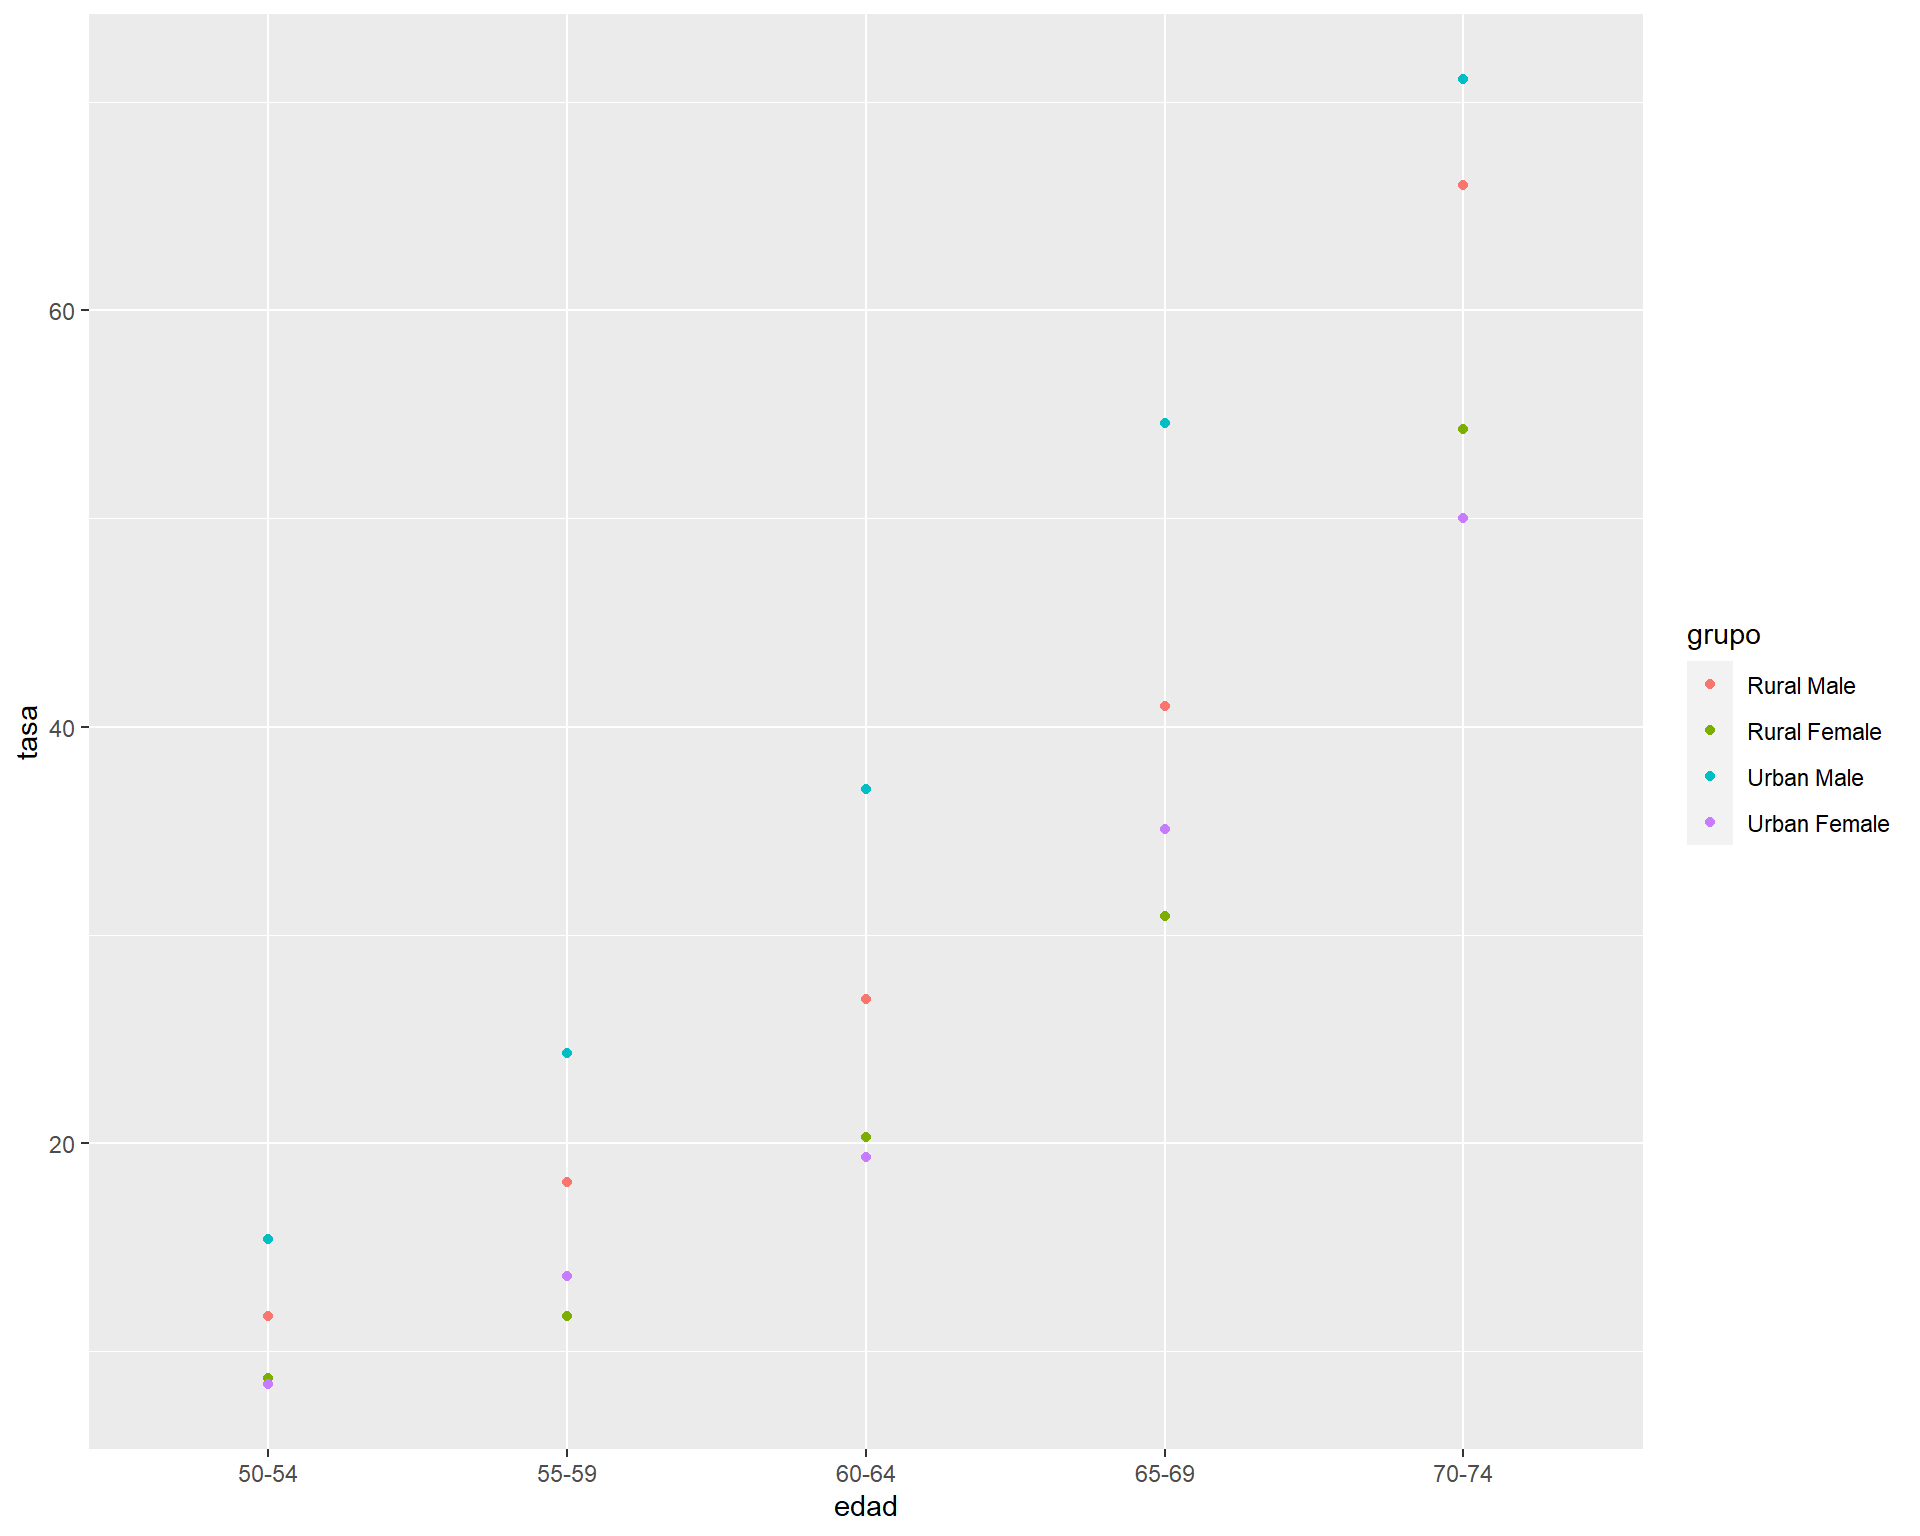 60
40
20
tasa
50-54
55-59
60-64
65-69
70-74
edad
grupo
Rural Male
Rural Female
Urban Male
Urban Female